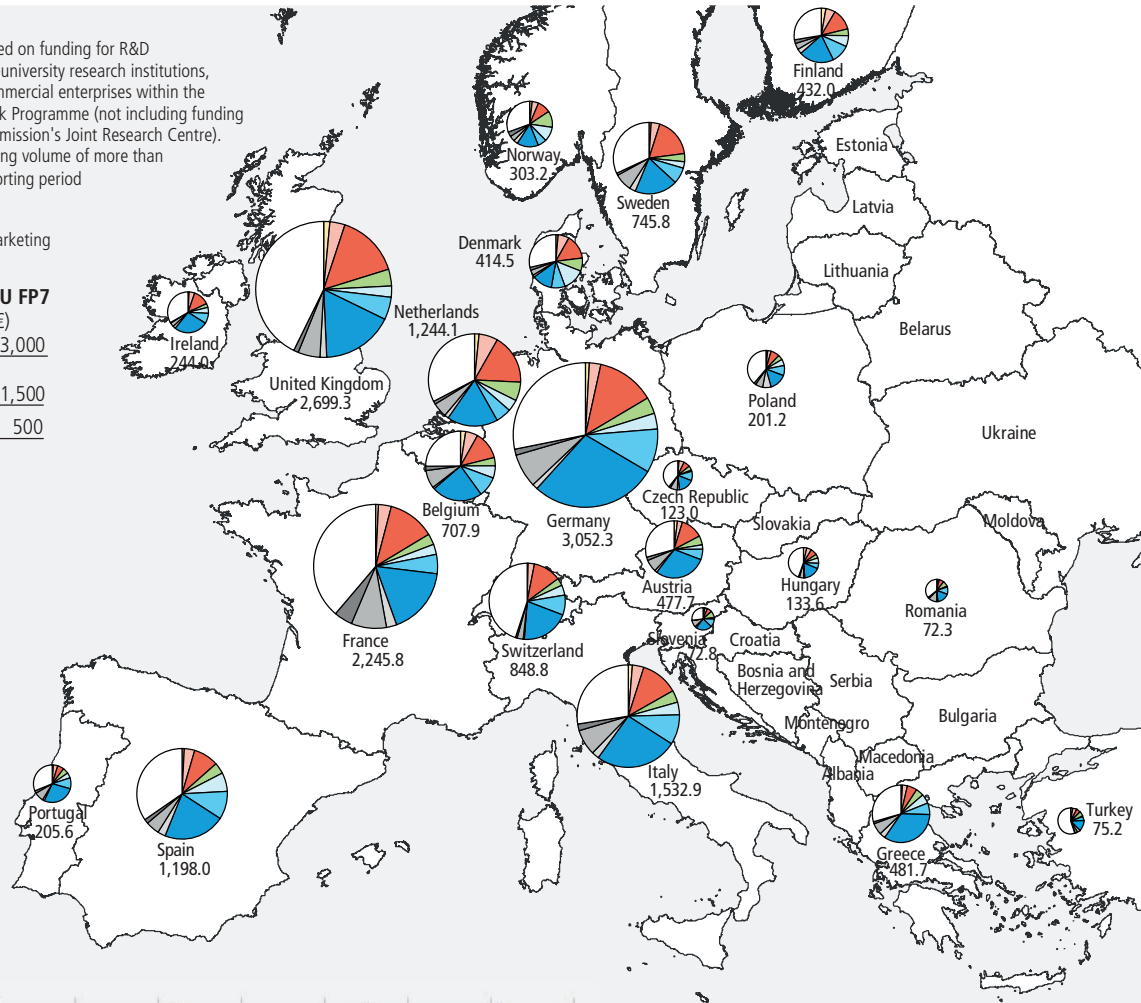 ed on funding for R&D
university research institutions,
mmercial enterprises within the
k Programme (not including funding
mission's Joint Research Centre).
ing volume of more than
orting period
arketing
U FP7
€)
3,000
1,500
500
Finland
432.0
Norway
303.2
Sweden
745.8
Estonia
Latvia
Lithuania
Belarus
Denmark
414.5
Ireland
244.0
United Kingdom
2,699.3
Netherlands
1,244.1
Poland
201.2
Ukraine
Belgium
707.9
Germany
3,052.3
Czech Republic
123.0
Slovakia
Moldova
Austria
477.7
Hungary
133.6
Romania
72.3
France
2,245.8
Switzerland
848.8
Slovenia
72.8
Croatia
Bosnia and
Herzegovina
Serbia
Montenegro
Bulgaria
Macedonia
Albania
Italy
1,532.9
Portugal
205.6
Spain
1,198.0
Greece
481.7
Turkey
75.2